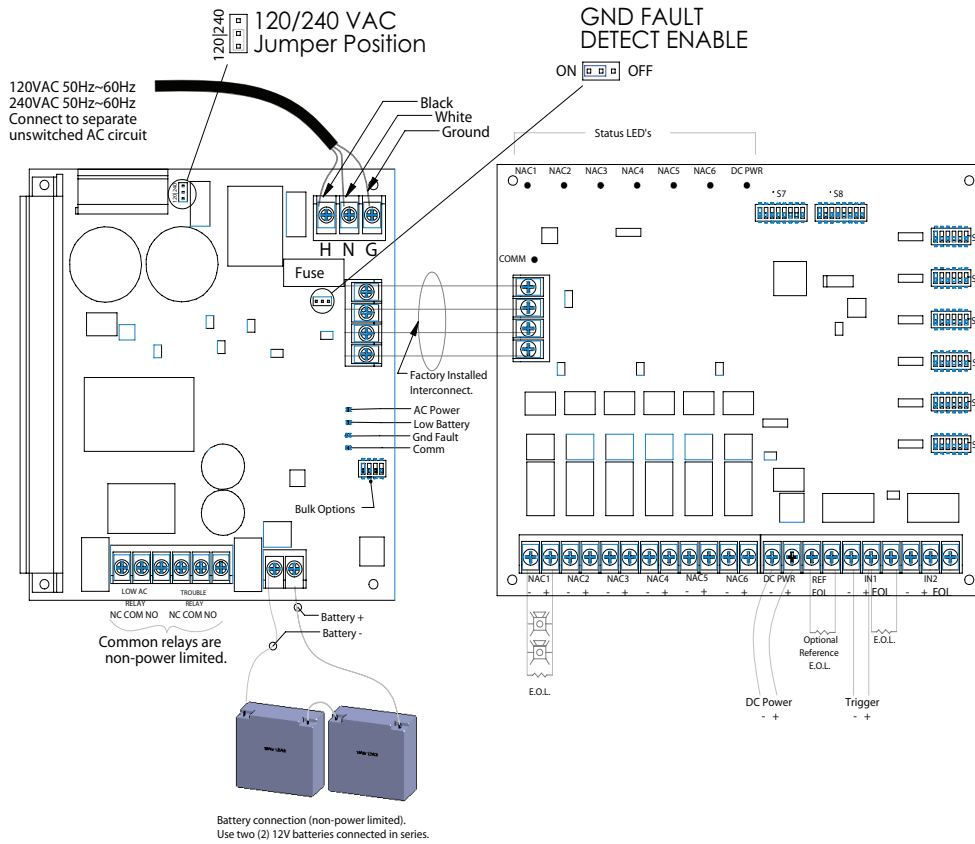 120/240 VAC
Jumper Position
120|240
GND FAULT
DETECT ENABLE
ON OFF
120VAC 50Hz~60Hz
240VAC 50Hz~60Hz
Connect to separate
unswitched AC circuit
Black
White
Ground
Status LED's
NAC1 NAC2 NAC3 NAC4 NAC5 NAC6 DC PWR
S7 S8
120|240
H N G
Fuse
COMM
S
S
S
S
S
S
Factory Installed
Interconnect.
AC Power
Low Battery
Gnd Fault
Comm
Bulk Options
LOW AC
RELAY
NC COM NO
TROUBLE
RELAY
NC COM NO
Common relays are
non-power limited.
Battery +
Battery -
NAC1 NAC2 NAC3 NAC4 NAC5 NAC6 DC PWR REF IN1 IN2
- + - + - + - + - + - + - + EOL - + EOL - + EOL
E.O.L.
Optional
Reference
E.O.L.
E.O.L.
DC Power
- +
Trigger
- +
Battery connection (non-power limited).
Use two (2) 12V batteries connected in series.